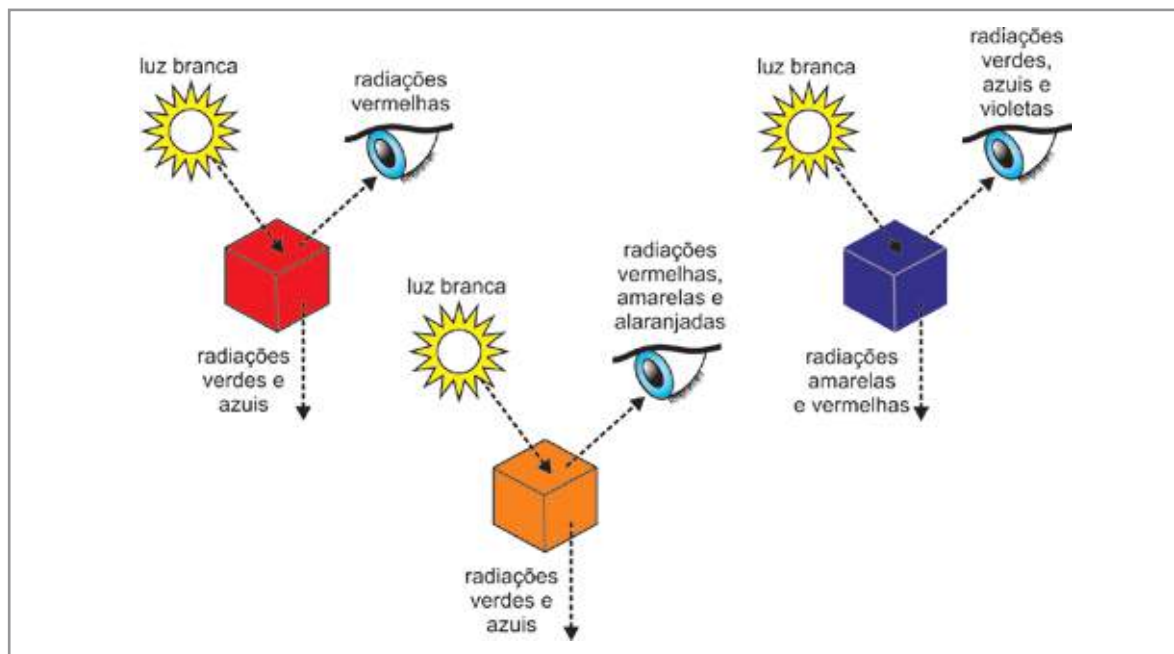 luz branca
radiações
vermelhas
radiações
verdes e
azuis
luz branca
radiações
vermelhas,
amarelas e
alaranjadas
radiações
verdes e
azuis
luz branca
radiações
verdes,
azuis e
violetas
radiações
amarelas
e vermelhas